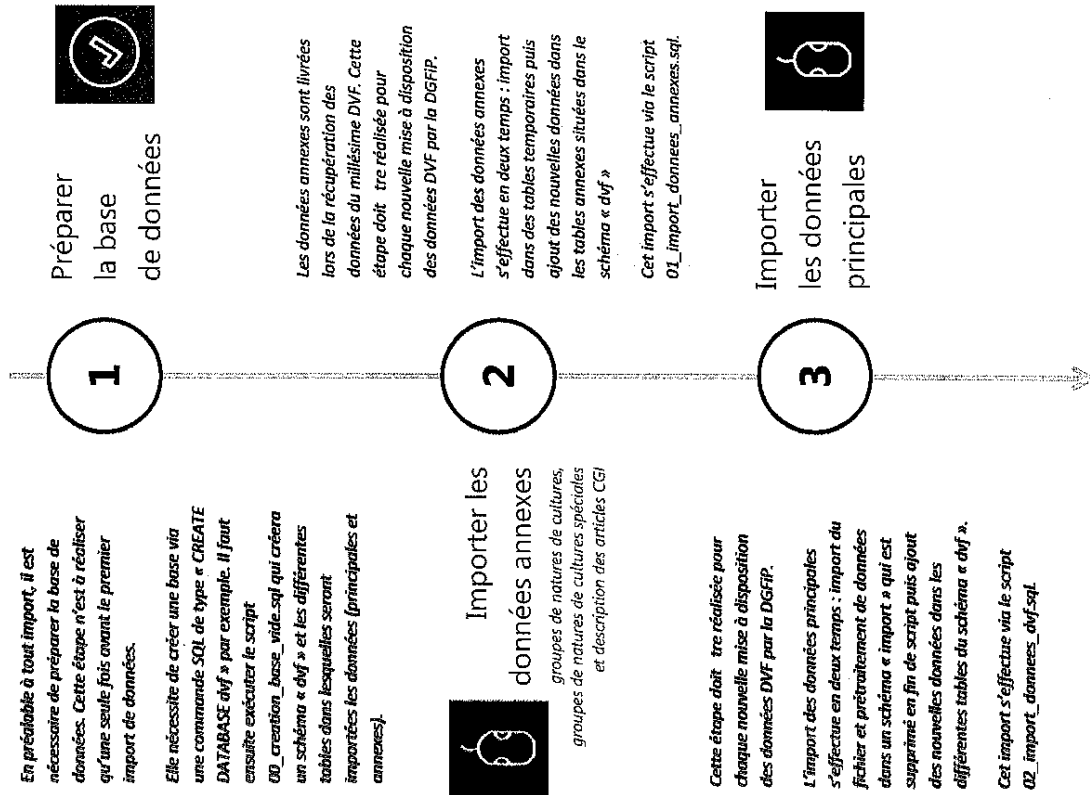 1
Préparer
la base
de données
En préalable à tout import, il est
nécessaire de préparer la base de
données. Cette étape n'est à réaliser
qu'une seule fois avant le premier
import de données.
Elle nécessite de créer une base via
une commande SQL de type « CREATE
DATABASE dvf » par exemple. Il faut
ensuite exécuter le script
00_creation_base_vide.sql qui créera
un schéma « dvf » et les différentes
tables dans lesquelles seront
importées les données (principales et
annexes).
2
Importer les
données annexes
groupes de natures de cultures,
groupes de natures de cultures spéciales
et description des articles CGI
Les données annexes sont livrées
lors de la récupération des
données du millésime DVF. Cette
étape doit tre réalisée pour
chaque nouvelle mise à disposition
des données DVF par la DGFiP.
L'import des données annexes
s'effectue en deux temps : import
dans des tables temporaires puis
ajout des nouvelles données dans
les tables annexes situées dans le
schéma « dvf »
Cet import s'effectue via le script
01_import_donnees_annexes.sql.
3
Importer
les données
principales
Cette étape doit tre réalisée pour
chaque nouvelle mise à disposition
des données DVF par la DGFiP.
L'import des données principales
s'effectue en deux temps : import du
fichier et prétraitement de données
dans un schéma « import » qui est
supprimé en fin de script puis ajout
des nouvelles données dans les
différentes tables du schéma « dvf ».
Cet import s'effectue via le script
02_import_donnees_dvf.sql.